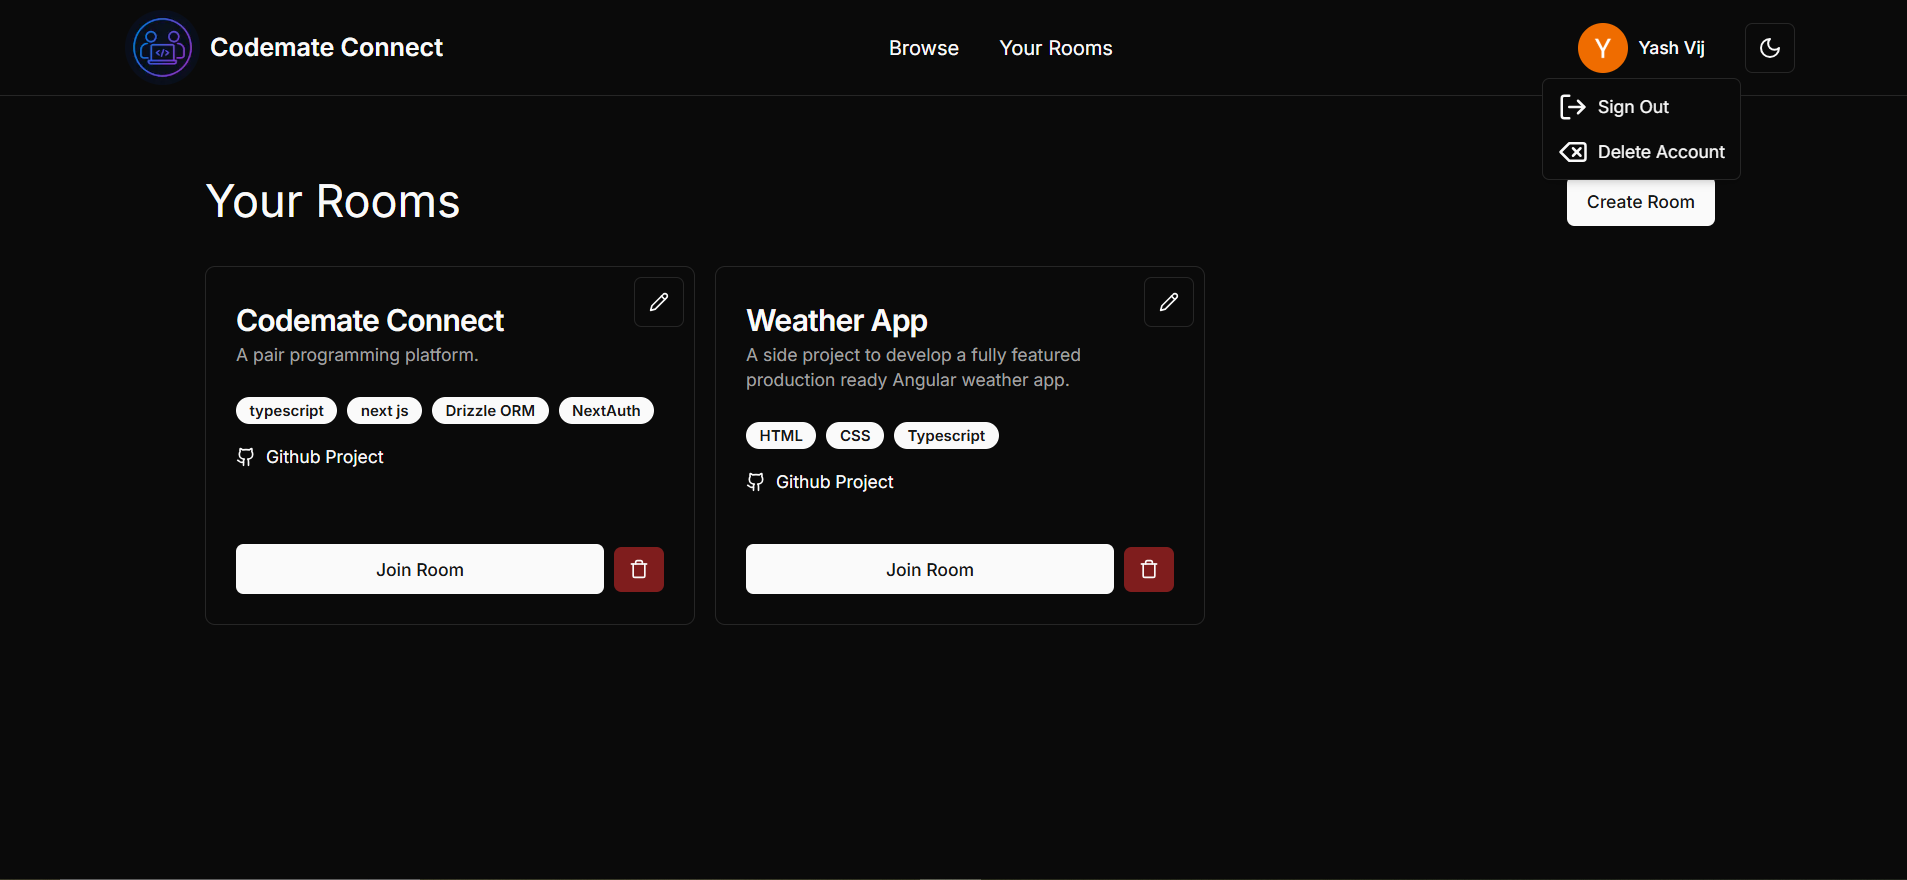 Codemate Connect
Browse
Your Rooms
Y
Yash Vij
Sign Out
Delete Account
Your Rooms
Create Room
Codemate Connect
A pair programming platform.
typescript
next js
Drizzle ORM
NextAuth
Github Project
Join Room
Weather App
A side project to develop a fully featured
production ready Angular weather app.
HTML
CSS
Typescript
Github Project
Join Room